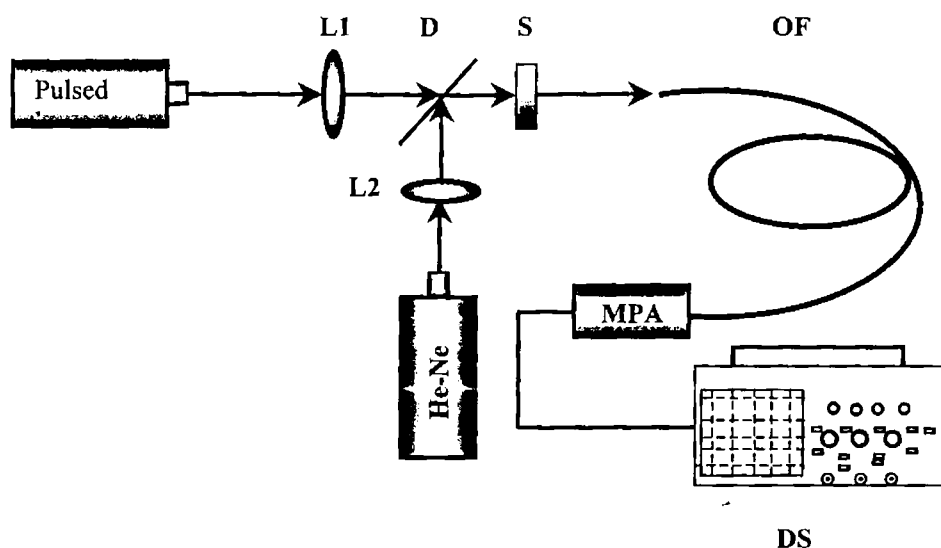 L1 D S OF
Pulsed
L2
He-Ne
MPA
DS